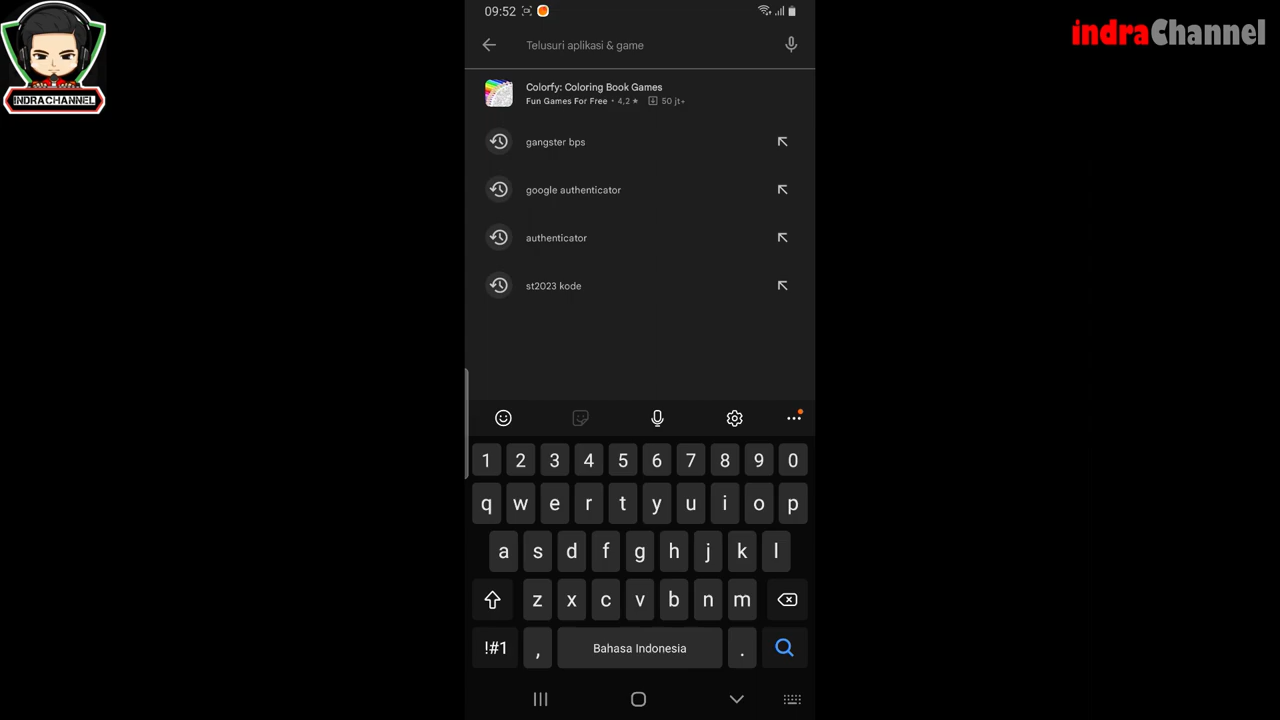 INDRACHANNEL
indraChannel
09:52
Telusuri aplikasi & game
Colorfy: Coloring Book Games
Fun Games For Free • 4,2 ★ 50 jt+
gangster bps
google authenticator
authenticator
st2023 kode
1 2 3 4 5 6 7 8 9 0
q w e r t y u i o p
a s d f g h j k l
z x c v b n m
!#1 , Bahasa Indonesia .